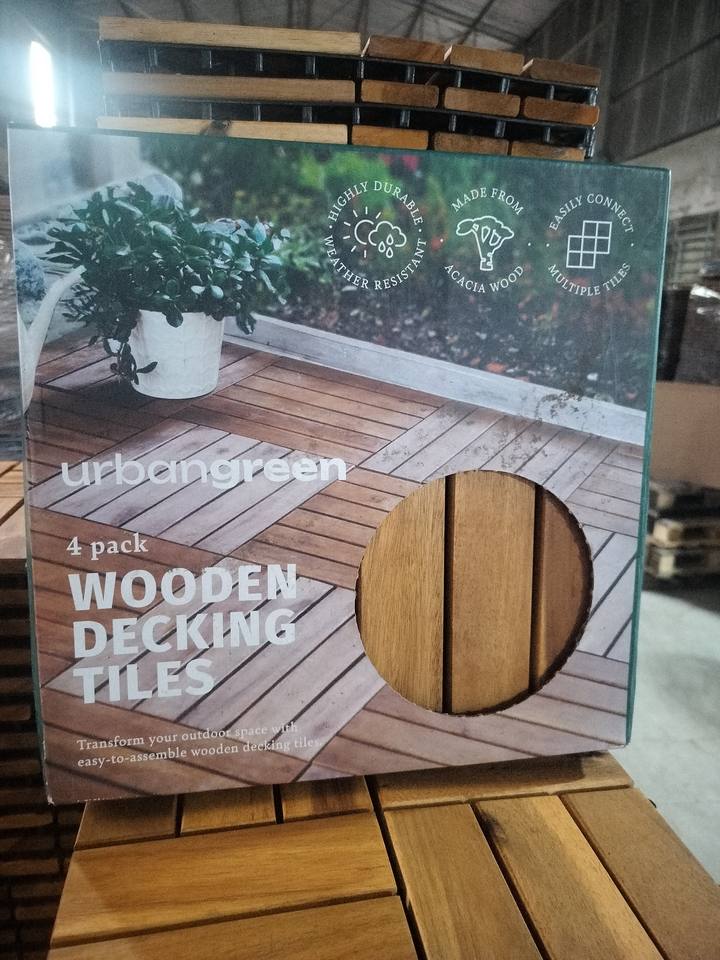 HIGHLY DURABLE
WEATHER RESISTANT
MADE FROM
ACACIA WOOD
EASILY CONNECT
MULTIPLE TILES
urbangreen
4 pack
WOODEN
DECKING
TILES
Transform your outdoor space with
easy-to-assemble wooden decking tiles.